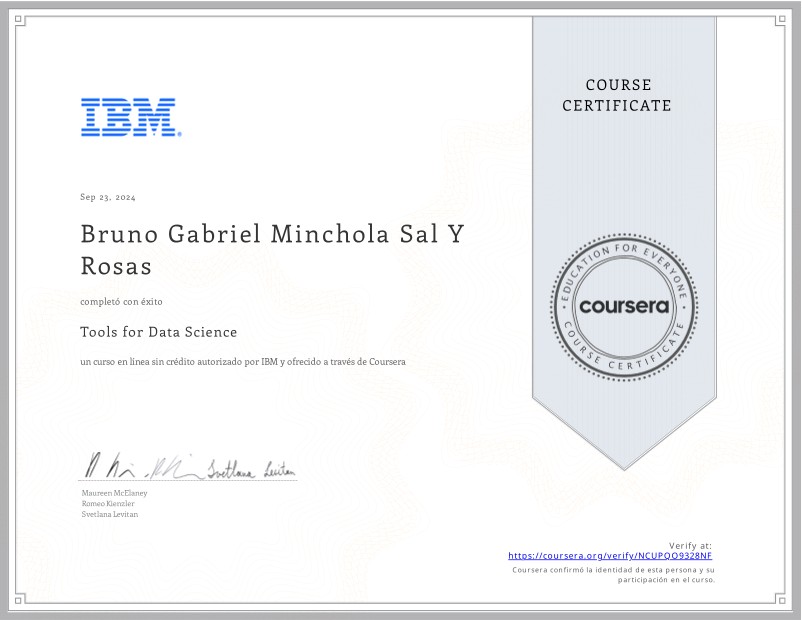 COURSE
CERTIFICATE
IBM
Sep 23, 2024
Bruno Gabriel Minchola Sal Y
Rosas
completó con éxito
Tools for Data Science
un curso en línea sin crédito autorizado por IBM y ofrecido a través de Coursera
EDUCATION FOR EVERYONE
coursera
COURSE CERTIFICATE
Svetlana Levitan
Maureen McElaney
Romeo Kienzler
Svetlana Levitan
Verify at:
https://coursera.org/verify/NCUPQO9328NF
Coursera confirmó la identidad de esta persona y su
participación en el curso.